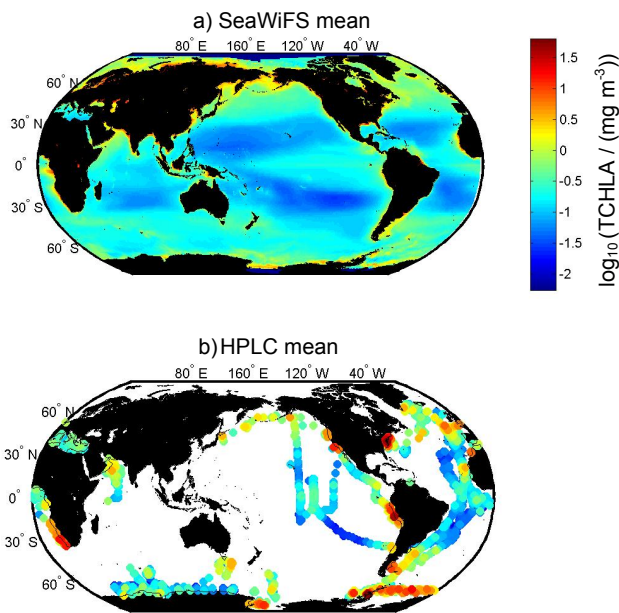 a) SeaWiFS mean
80° E 160° E 120° W 40° W
60° N
30° N
0°
30° S
60° S
1.5
1
0.5
0
-0.5
-1
-1.5
-2
log10 (TCHLA / (mg m-3)
b) HPLC mean
80° E 160° E 120° W 40° W
60° N
30° N
0°
30° S
60° S